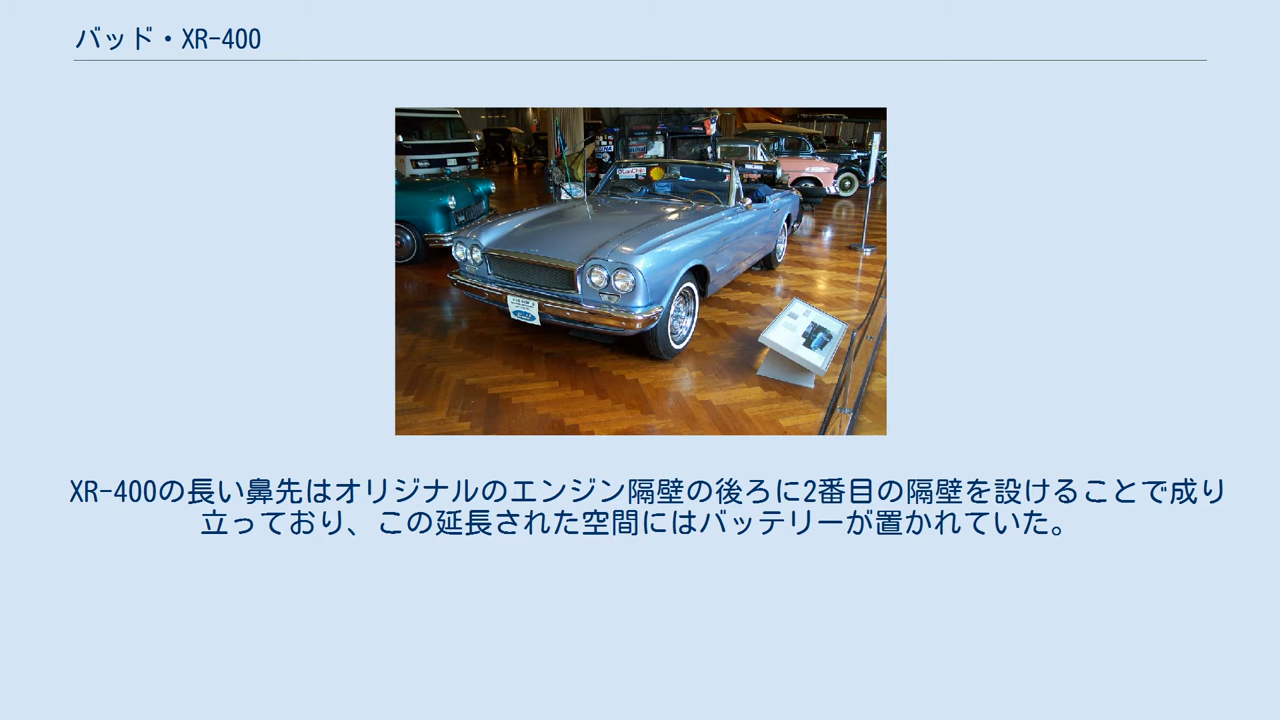 バッド・XR-400
XR-400の長い鼻先はオリジナルのエンジン隔壁の後ろに2番目の隔壁を設けることで成り
立っており、この延長された空間にはバッテリーが置かれていた。